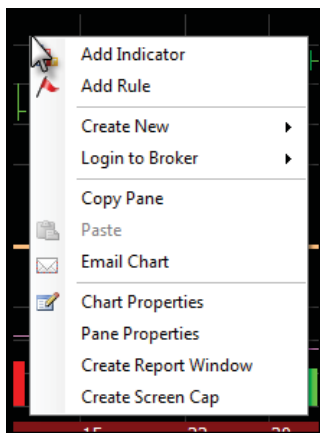 Add Indicator
Add Rule
Create New
Login to Broker
Copy Pane
Paste
Email Chart
Chart Properties
Pane Properties
Create Report Window
Create Screen Cap
15